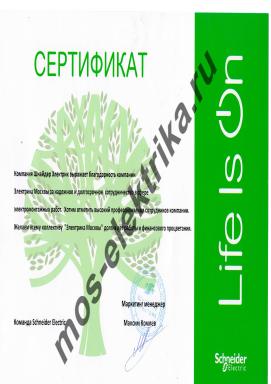 СЕРТИФИКАТ
Компания Шнайдер Электрик выражает благодарность компании
Электрика Москвы за надежное и долгосрочное сотрудничество в сфере
электромонтажных работ. Хотим отметить высокий профессионализм сотрудников компании.
Желаем всему коллективу "Электрика Москвы" долгих лет работы и финансового процветания.
Маркетинг менеджер
Команда Schneider Electric
Максим
Life Is On
Schneider
Electric
mos-elektrika.ru